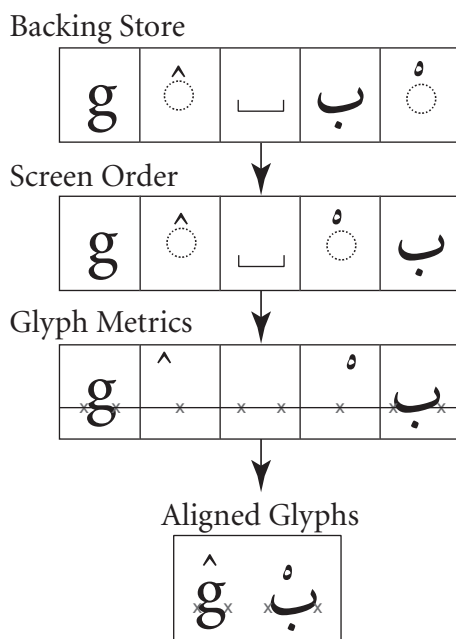 Backing Store
g ◌̂ ⎵ ب ◌ْ
Screen Order
g ◌̂ ⎵ ◌ْ ب
Glyph Metrics
g ^ ْ ب
x x x x x x x x
Aligned Glyphs
ĝ بْ
x x x x